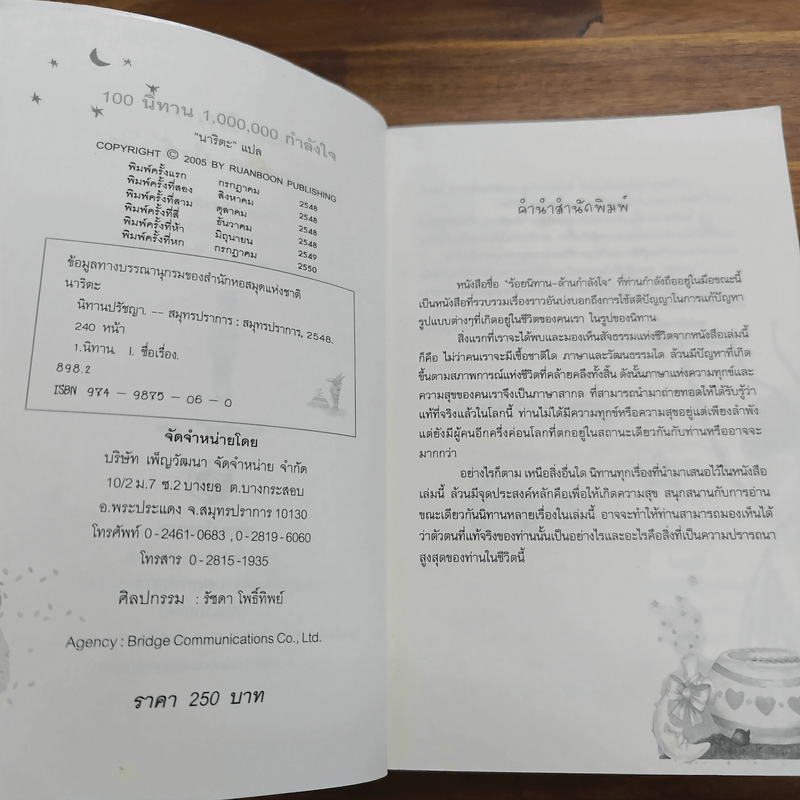 100 นิทาน 1,000,000 กำลังใจ
"นาริตะ" แปล
COPYRIGHT © 2005 BY RUANBOON PUBLISHING
พิมพ์ครั้งแรก กรกฎาคม 2548
พิมพ์ครั้งที่สอง สิงหาคม 2548
พิมพ์ครั้งที่สาม ตุลาคม 2548
พิมพ์ครั้งที่สี่ ธันวาคม 2548
พิมพ์ครั้งที่ห้า มิถุนายน 2549
พิมพ์ครั้งที่หก กรกฎาคม 2550
ข้อมูลทางบรรณานุกรมของสำนักหอสมุดแห่งชาติ
นาริตะ
นิทานปรัชญา. -- สมุทรปราการ : สมุทรปราการ, 2548.
240 หน้า
1.นิทาน. I. ชื่อเรื่อง.
898.2
ISBN 974 - 9875 - 06 - 0
จัดจำหน่ายโดย
บริษัท เพ็ญวัฒนา จัดจำหน่าย จำกัด
10/2 ม.7 ซ.2 บางยอ ต.บางกระสอบ
อ.พระประแดง จ.สมุทรปราการ 10130
โทรศัพท์ 0-2461-0683 ,0-2819-6060
โทรสาร 0-2815-1935
ศิลปกรรม : รัชดา โพธิ์ทิพย์
Agency : Bridge Communications Co., Ltd.
ราคา 250 บาท
คำนำสำนักพิมพ์
หนังสือชื่อ "ร้อยนิทาน-ล้านกำลังใจ" ที่ท่านกำลังถืออยู่ในมือขณะนี้
เป็นหนังสือที่รวบรวมเรื่องราวอันบ่งบอกถึงการใช้สติปัญญาในการแก้ปัญหา
รูปแบบต่างๆที่เกิดอยู่ในชีวิตของคนเรา ในรูปของนิทาน
สิ่งแรกที่เราจะได้พบและมองเห็นสัจธรรมแห่งชีวิตจากหนังสือเล่มนี้
ก็คือ ไม่ว่าคนเราจะมีเชื้อชาติใด ภาษาและวัฒนธรรมใด ล้วนมีปัญหาที่เกิด
ขึ้นตามสภาพการณ์แห่งชีวิตที่คล้ายคลึงทั้งสิ้น ดังนั้นภาษาแห่งความทุกข์และ
ความสุขของคนเราจึงเป็นภาษาสากล ที่สามารถนำมาถ่ายทอดให้ได้รับรู้ว่า
แท้ที่จริงแล้วในโลกนี้ ท่านไม่ได้มีความทุกข์หรือความสุขอยู่แต่เพียงลำพัง
แต่ยังมีผู้คนอีกครึ่งค่อนโลกที่ตกอยู่ในสถานะเดียวกันกับท่านหรืออาจจะ
มากกว่า
อย่างไรก็ตาม เหนือสิ่งอื่นใด นิทานทุกเรื่องที่นำมาเสนอไว้ในหนังสือ
เล่มนี้ ล้วนมีจุดประสงค์หลักคือเพื่อให้เกิดความสุข สนุกสนานกับการอ่าน
ขณะเดียวกันนิทานหลายเรื่องในเล่มนี้ อาจจะทำให้ท่านสามารถมองเห็นได้
ว่าตัวตนที่แท้จริงของท่านนั้นเป็นอย่างไรและอะไรคือสิ่งที่เป็นความปรารถนา
สูงสุดของท่านในชีวิตนี้